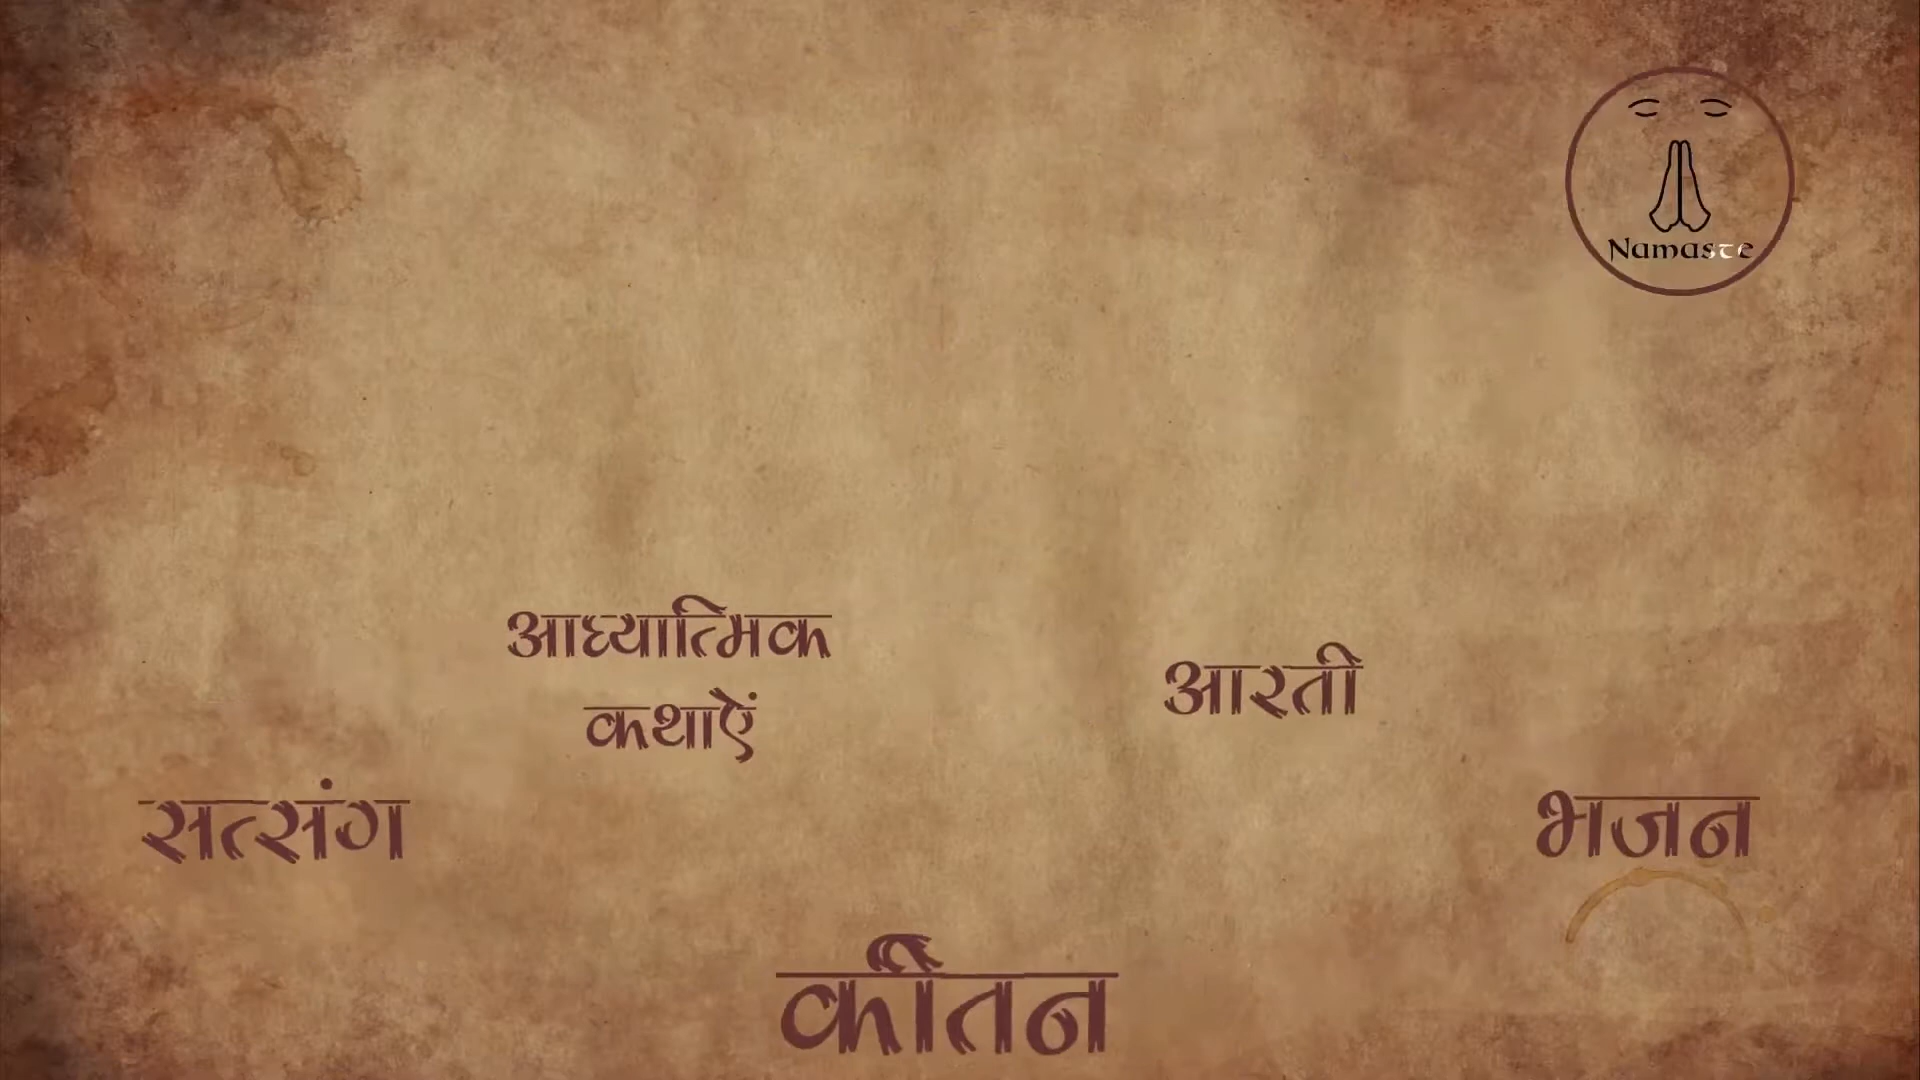 Namaste
आध्यात्मिक
कथाऐं
आरती
सत्संग
भजन
कीर्तन